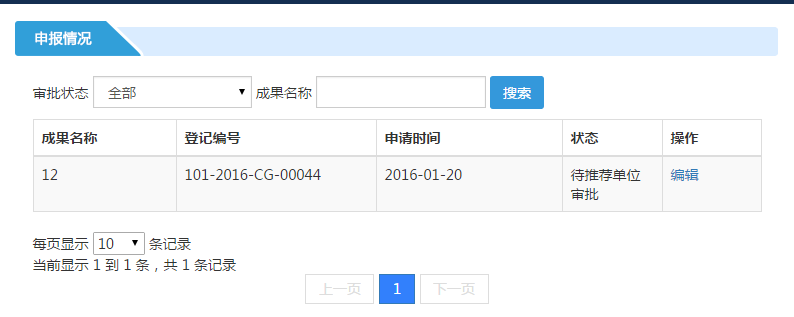 申报情况
审批状态 全部 成果名称 搜索
成果名称 登记编号 申请时间 状态 操作
12 101-2016-CG-00044 2016-01-20 待推荐单位 编辑
审批
每页显示 10 条记录
当前显示 1 到 1 条，共 1 条记录
上一页 1 下一页